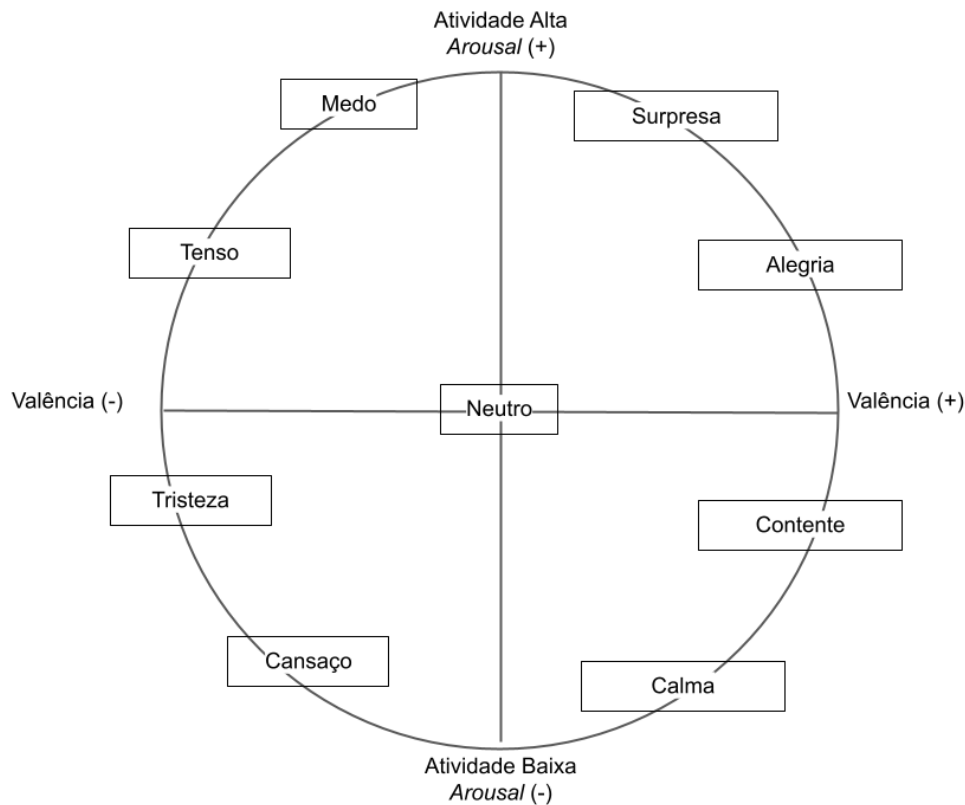 Atividade Alta
Arousal (+)
Medo
Surpresa
Tenso
Alegria
Valência (-)
Neutro
Valência (+)
Tristeza
Contente
Cansaço
Calma
Atividade Baixa
Arousal (-)